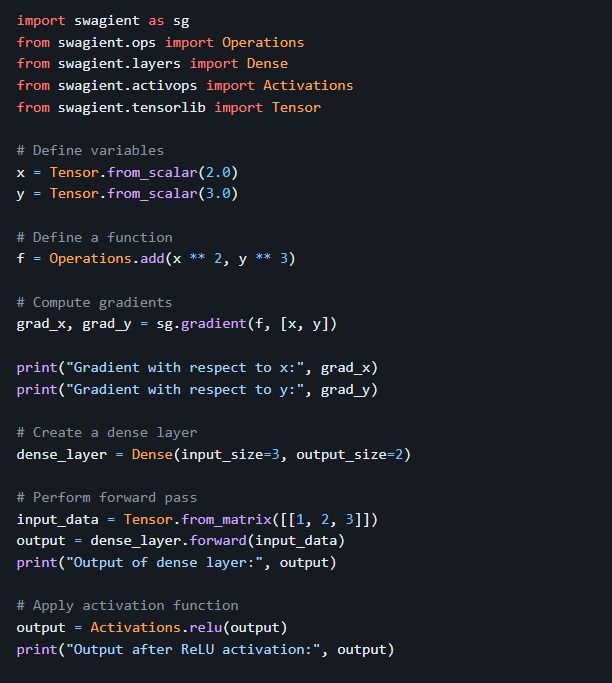 import swagient as sg
from swagient.ops import Operations
from swagient.layers import Dense
from swagient.activops import Activations
from swagient.tensorlib import Tensor
# Define variables
x = Tensor.from_scalar(2.0)
y = Tensor.from_scalar(3.0)
# Define a function
f = Operations.add(x ** 2, y ** 3)
# Compute gradients
grad_x, grad_y = sg.gradient(f, [x, y])
print("Gradient with respect to x:", grad_x)
print("Gradient with respect to y:", grad_y)
# Create a dense layer
dense_layer = Dense(input_size=3, output_size=2)
# Perform forward pass
input_data = Tensor.from_matrix([[1, 2, 3]])
output = dense_layer.forward(input_data)
print("Output of dense layer:", output)
# Apply activation function
output = Activations.relu(output)
print("Output after ReLU activation:", output)